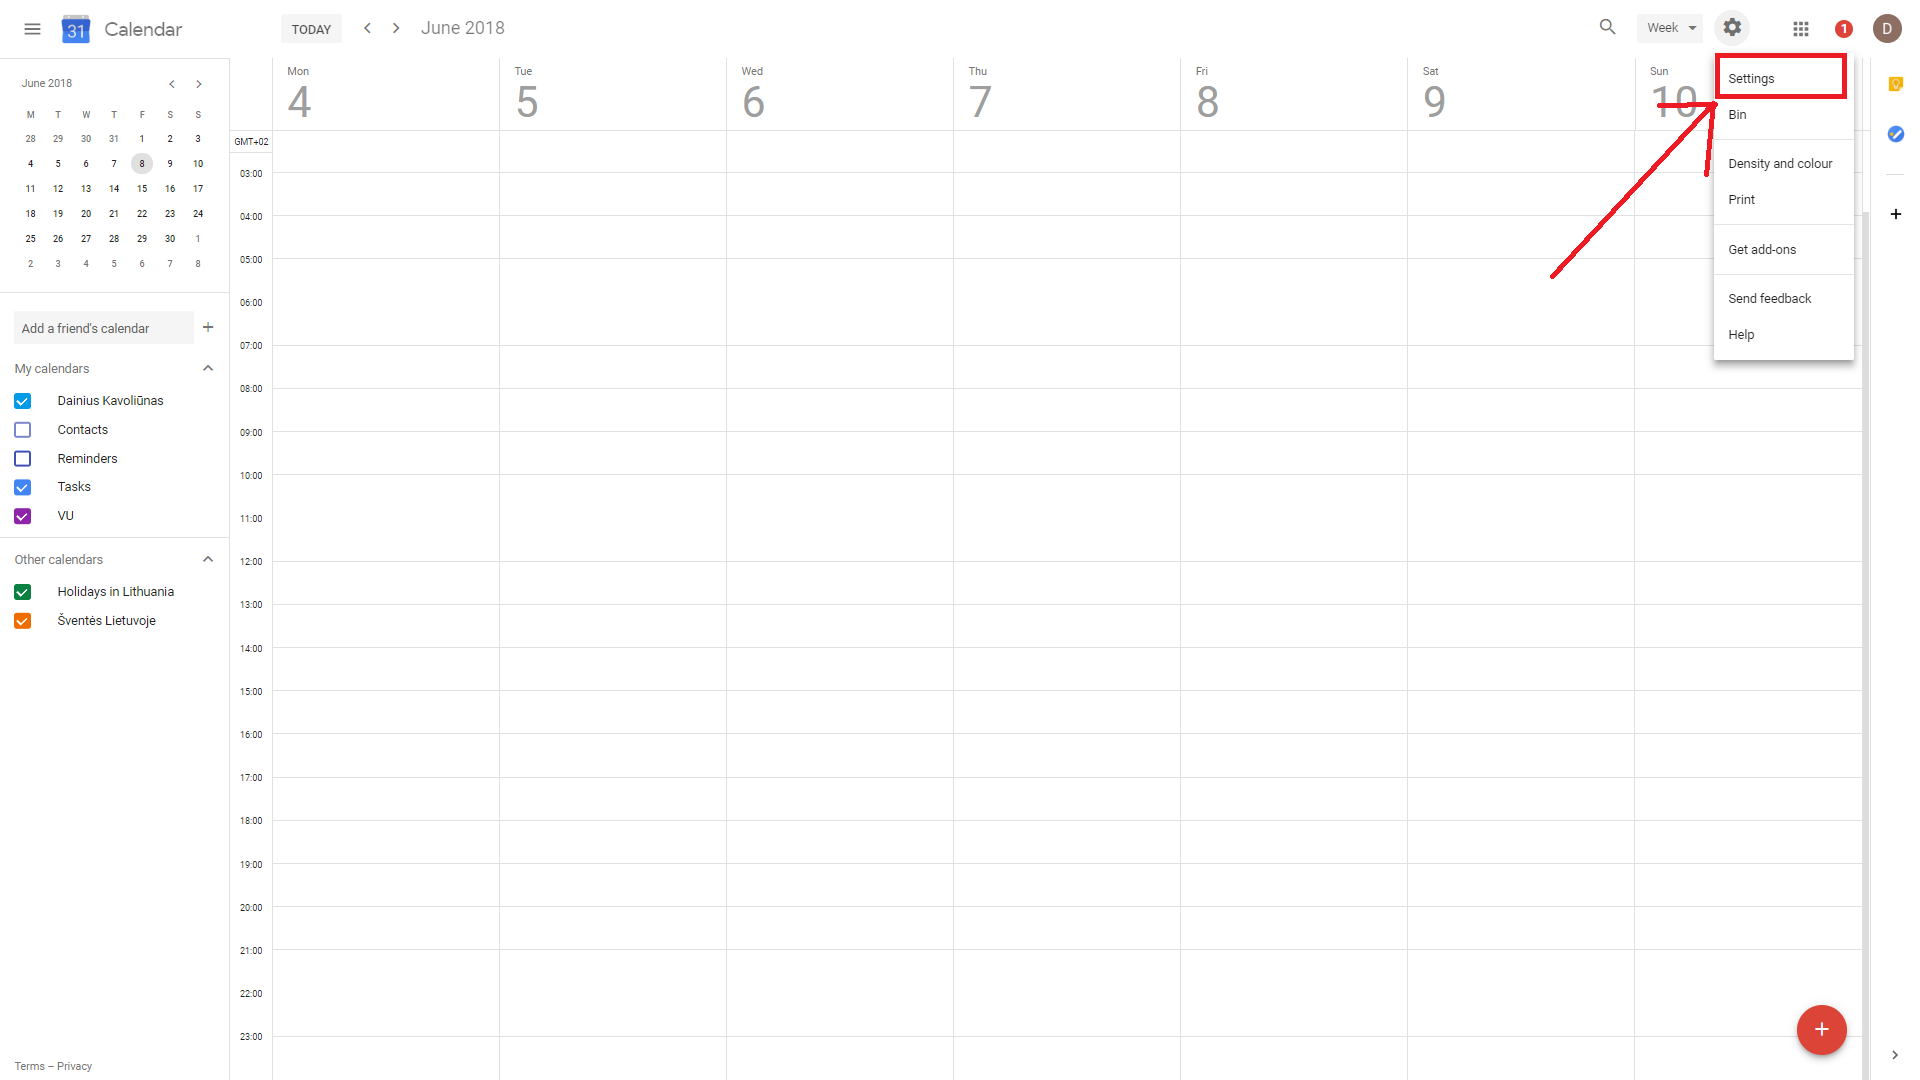 31 Calendar
TODAY
June 2018
Week
1
D
June 2018
M T W T F S S
28 29 30 31 1 2 3
4 5 6 7 8 9 10
11 12 13 14 15 16 17
18 19 20 21 22 23 24
25 26 27 28 29 30 1
2 3 4 5 6 7 8
Add a friend's calendar
My calendars
Dainius Kavoliūnas
Contacts
Reminders
Tasks
VU
Other calendars
Holidays in Lithuania
Šventės Lietuvoje
Terms – Privacy
Mon Tue Wed Thu Fri Sat Sun
4 5 6 7 8 9 10
GMT+02
03:00
04:00
05:00
06:00
07:00
08:00
09:00
10:00
11:00
12:00
13:00
14:00
15:00
16:00
17:00
18:00
19:00
20:00
21:00
22:00
23:00
Settings
Bin
Density and colour
Print
Get add-ons
Send feedback
Help